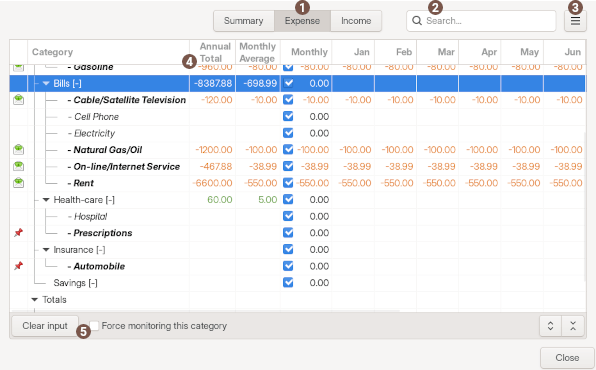 1 2 3
Summary Expense Income Search...
Category Annual Total Monthly Average Monthly Jan Feb Mar Apr May Jun
4
- Gasoline -960.00 -80.00 -80.00 -80.00 -80.00 -80.00 -80.00 -80.00 -80.00
Bills [-] -8387.88 -698.99 0.00
- Cable/Satellite Television -120.00 -10.00 -10.00 -10.00 -10.00 -10.00 -10.00 -10.00 -10.00
- Cell Phone 0.00
- Electricity 0.00
- Natural Gas/Oil -1200.00 -100.00 -100.00 -100.00 -100.00 -100.00 -100.00 -100.00 -100.00
- On-line/Internet Service -467.88 -38.99 -38.99 -38.99 -38.99 -38.99 -38.99 -38.99 -38.99
- Rent -6600.00 -550.00 -550.00 -550.00 -550.00 -550.00 -550.00 -550.00 -550.00
Health-care [-] 60.00 5.00 0.00
- Hospital 0.00
- Prescriptions 0.00
Insurance [-] 0.00
- Automobile 0.00
Savings [-] 0.00
Totals
Clear input 5 Force monitoring this category
Close